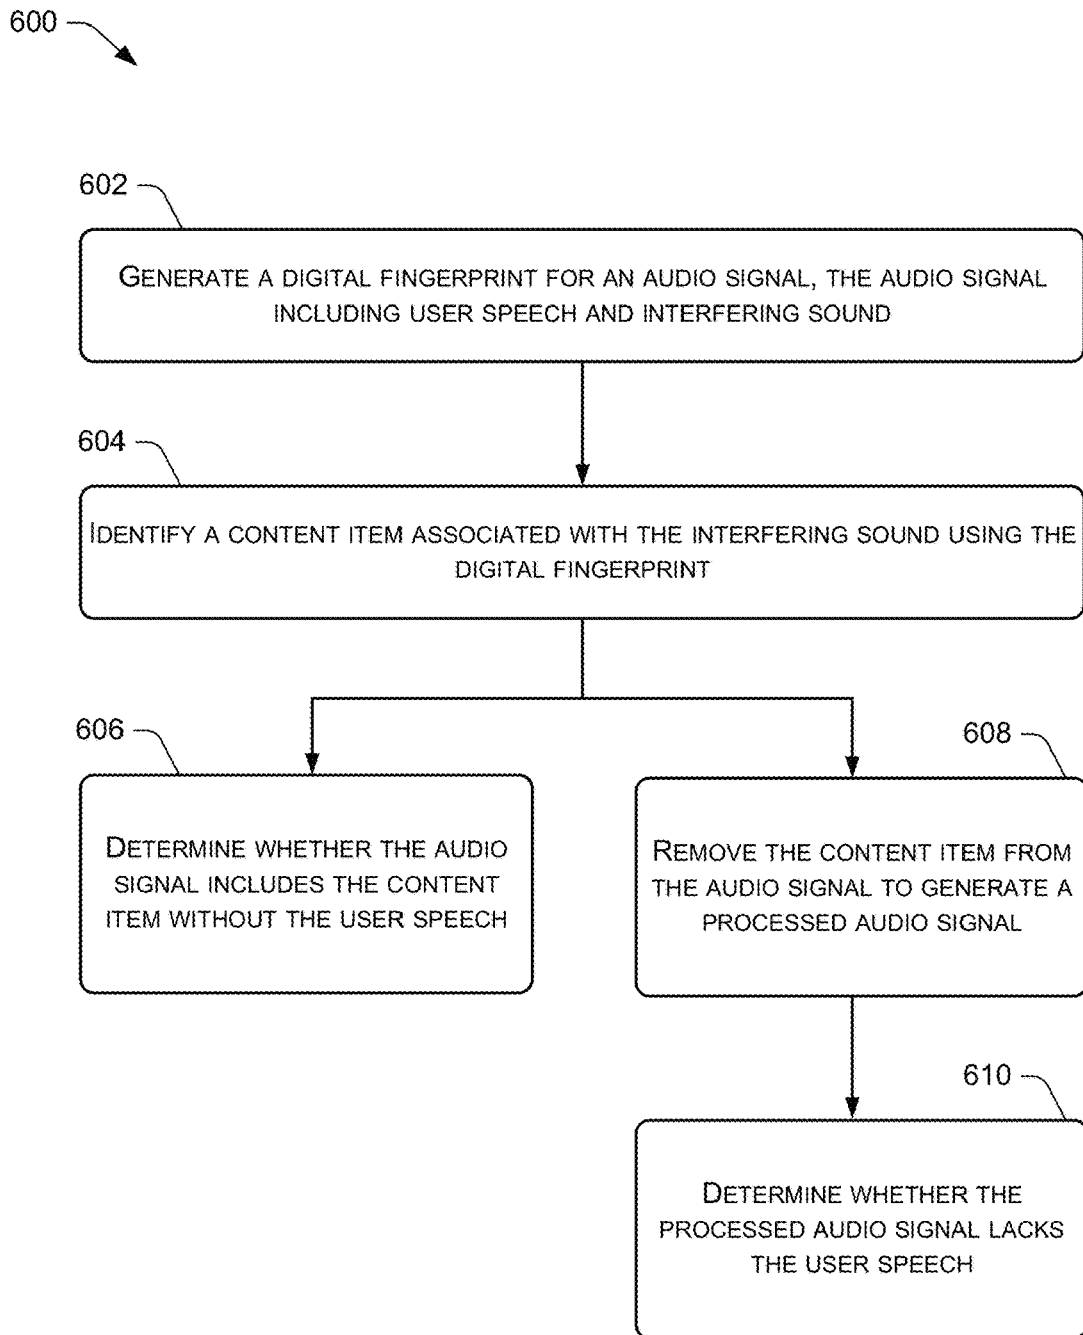 600
602
GENERATE A DIGITAL FINGERPRINT FOR AN AUDIO SIGNAL, THE AUDIO SIGNAL
INCLUDING USER SPEECH AND INTERFERING SOUND
604
IDENTIFY A CONTENT ITEM ASSOCIATED WITH THE INTERFERING SOUND USING THE
DIGITAL FINGERPRINT
606
DETERMINE WHETHER THE AUDIO
SIGNAL INCLUDES THE CONTENT
ITEM WITHOUT THE USER SPEECH
608
REMOVE THE CONTENT ITEM FROM
THE AUDIO SIGNAL TO GENERATE A
PROCESSED AUDIO SIGNAL
610
DETERMINE WHETHER THE
PROCESSED AUDIO SIGNAL LACKS
THE USER SPEECH